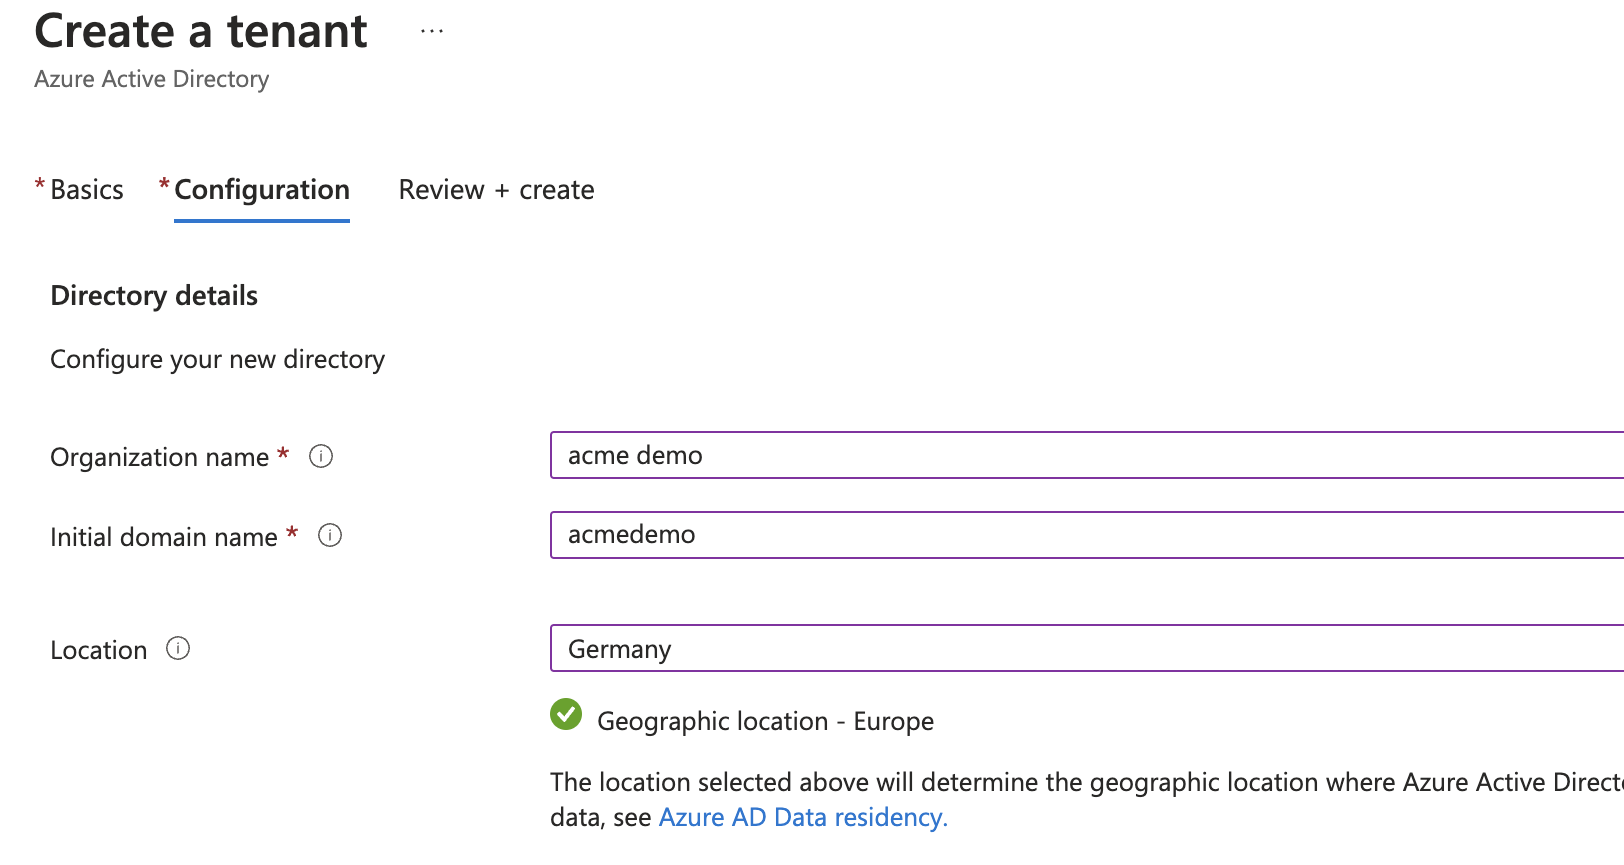 Create a tenant ...
Azure Active Directory
* Basics * Configuration Review + create
Directory details
Configure your new directory
Organization name * acme demo
Initial domain name * acmedemo
Location Germany
Geographic location - Europe
The location selected above will determine the geographic location where Azure Active
data, see Azure AD Data residency.